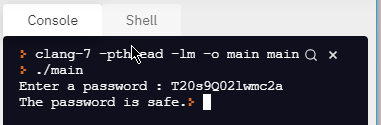 Console Shell
clang-7 -pthread -lm -o main main
./main
Enter a password : T20s9Q02lwmc2a
The password is safe.